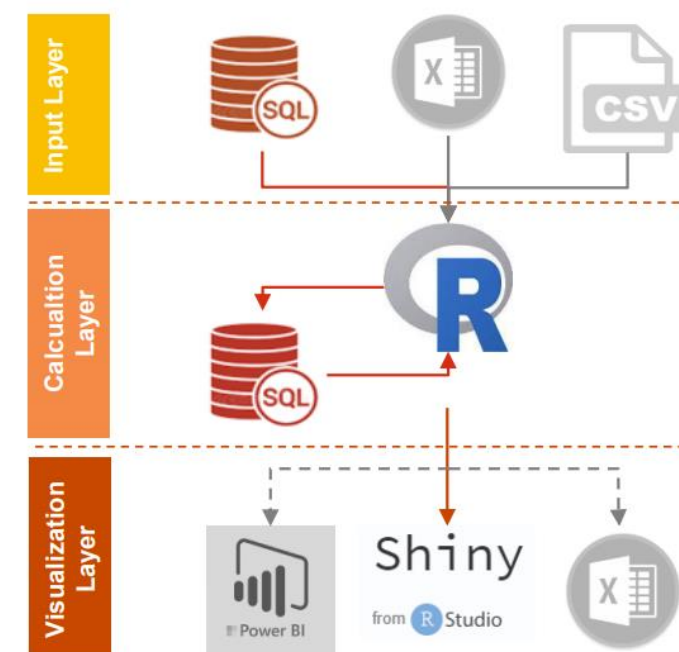 Input Layer
SQL
X
CSV
Calcualtion
Layer
R
SQL
Visualization
Layer
Power BI
Shiny
from R Studio
X